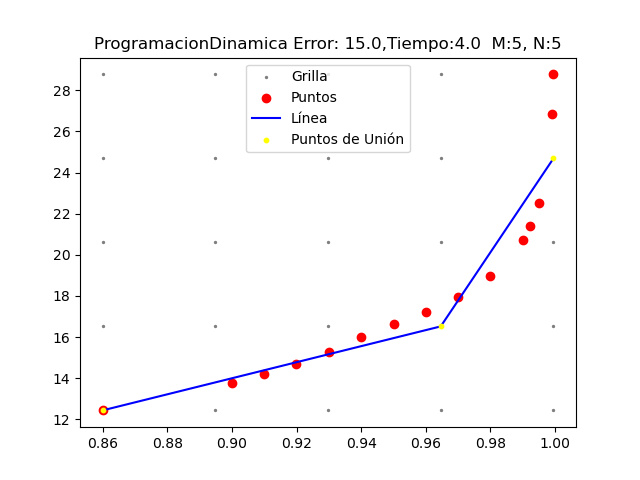 ProgramacionDinamica Error: 15.0,Tiempo:4.0  M:5, N:5
Grilla
Puntos
Línea
Puntos de Unión
28
26
24
22
20
18
16
14
12
0.86 0.88 0.90 0.92 0.94 0.96 0.98 1.00